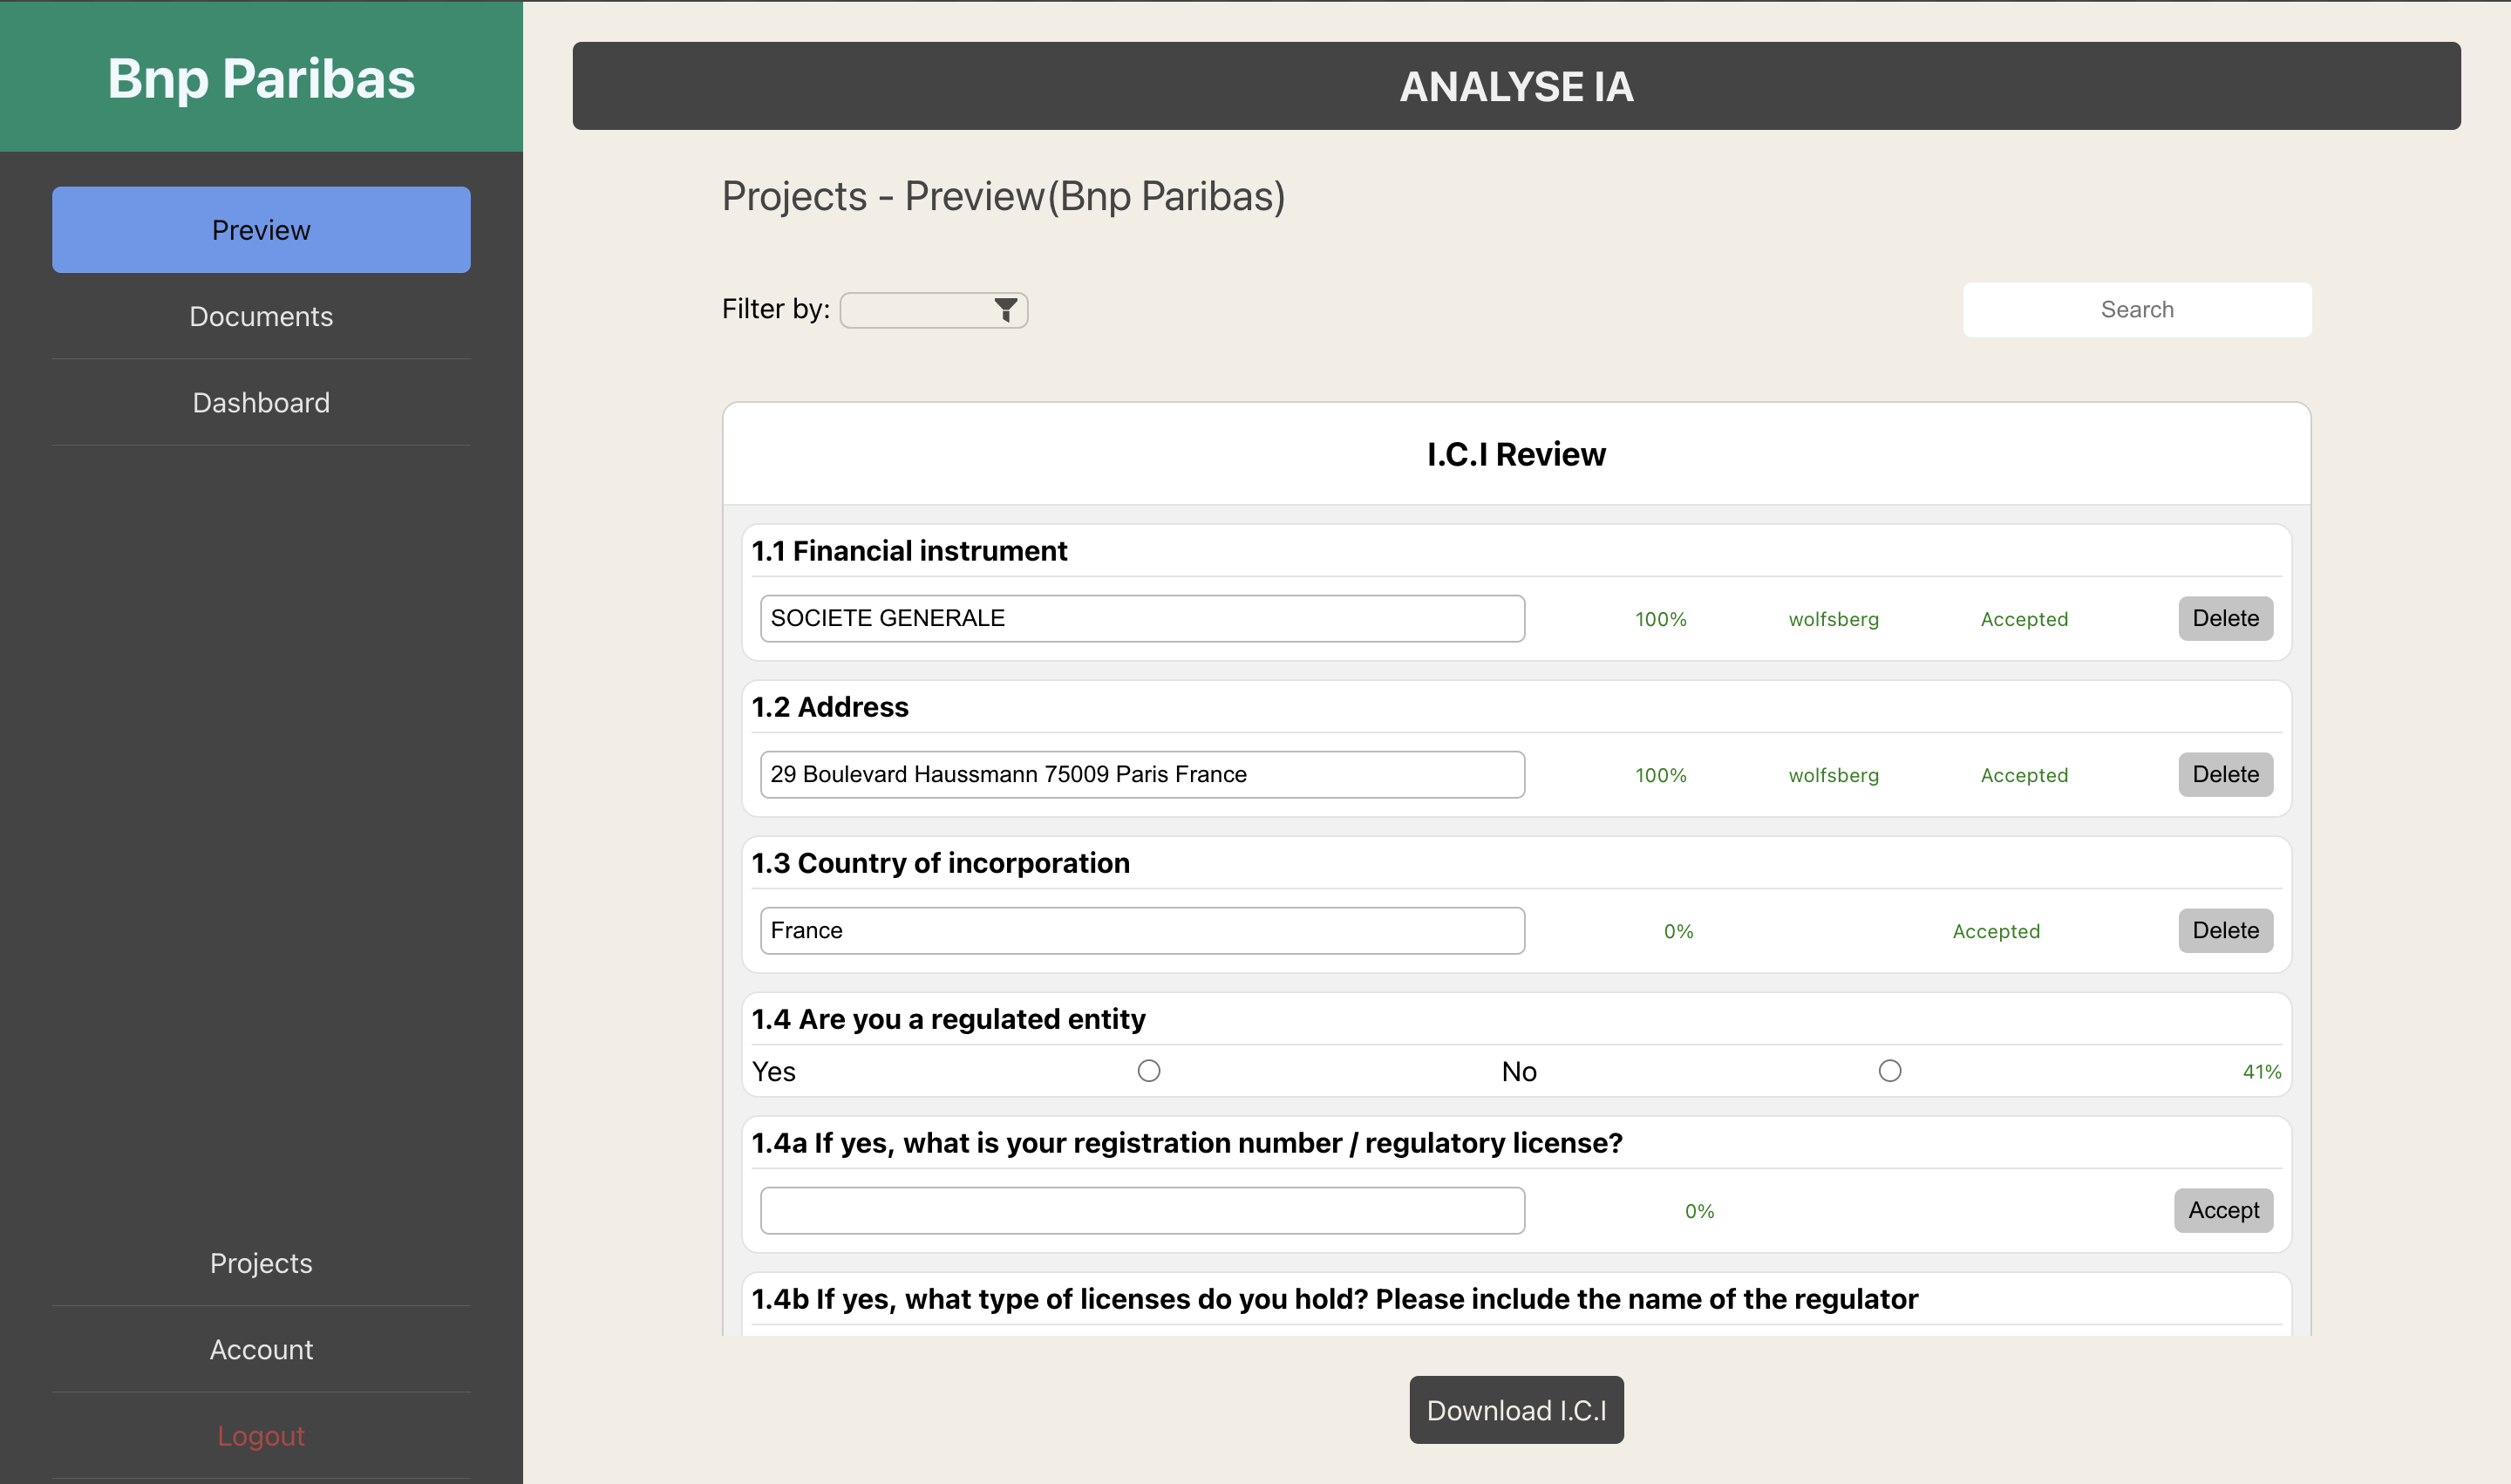 Bnp Paribas
Preview
Documents
Dashboard
Projects
Account
Logout
ANALYSE IA
Projects - Preview(Bnp Paribas)
Filter by:
Search
I.C.I Review
1.1 Financial instrument
SOCIETE GENERALE 100% wolfsberg Accepted Delete
1.2 Address
29 Boulevard Haussmann 75009 Paris France 100% wolfsberg Accepted Delete
1.3 Country of incorporation
France 0% Accepted Delete
1.4 Are you a regulated entity
Yes No 41%
1.4a If yes, what is your registration number / regulatory license?
0% Accept
1.4b If yes, what type of licenses do you hold? Please include the name of the regulator
Download I.C.I